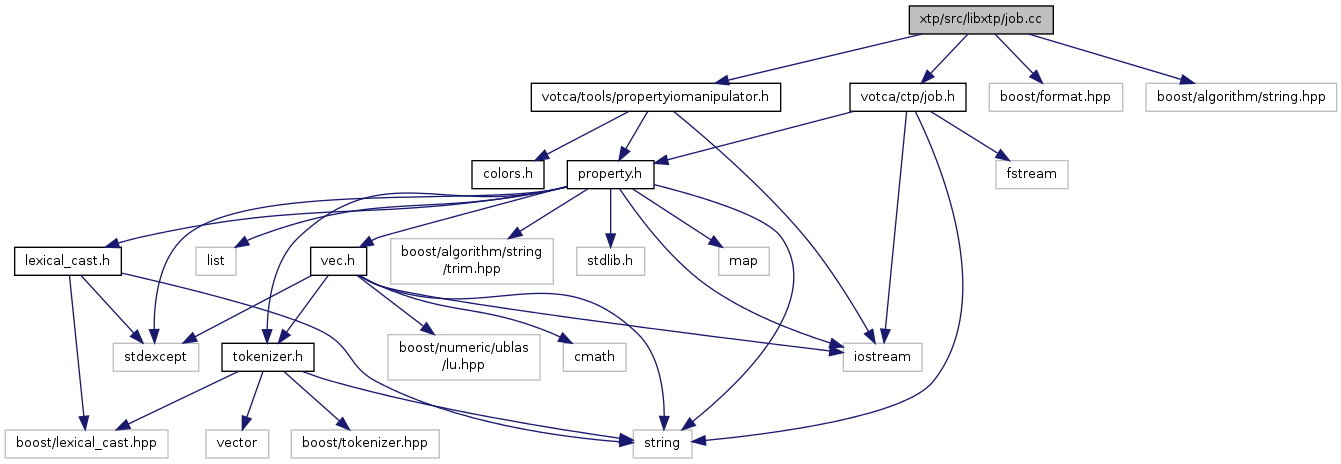 xtp/src/libxtp/job.cc
votca/tools/propertyiomanipulator.h
votca/ctp/job.h
boost/format.hpp
boost/algorithm/string.hpp
colors.h
property.h
fstream
lexical_cast.h
list
vec.h
boost/algorithm/string
/trim.hpp
stdlib.h
map
stdexcept
tokenizer.h
boost/numeric/ublas
/lu.hpp
cmath
iostream
boost/lexical_cast.hpp
vector
boost/tokenizer.hpp
string